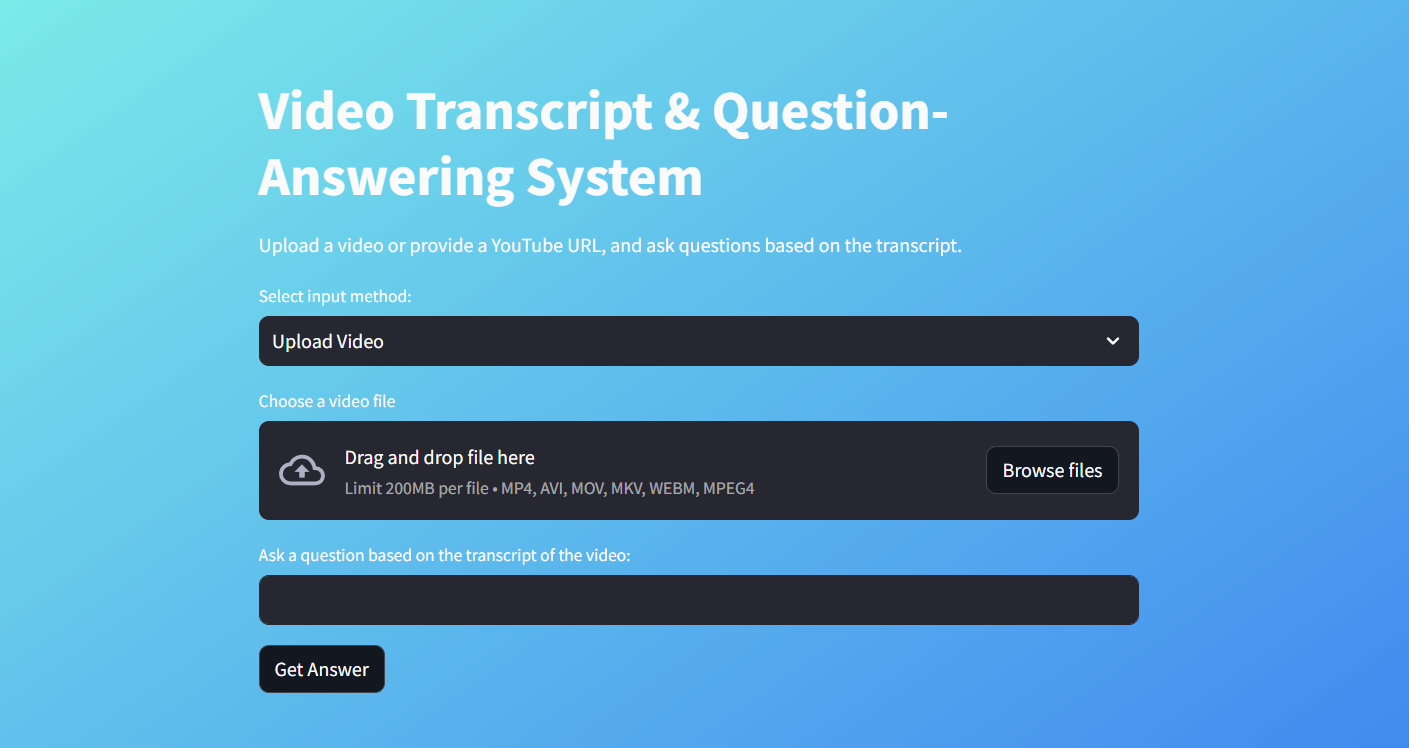 Video Transcript & Question-
Answering System
Upload a video or provide a YouTube URL, and ask questions based on the transcript.
Select input method:
Upload Video
Choose a video file
Drag and drop file here
Limit 200MB per file • MP4, AVI, MOV, MKV, WEBM, MPEG4
Browse files
Ask a question based on the transcript of the video:
Get Answer